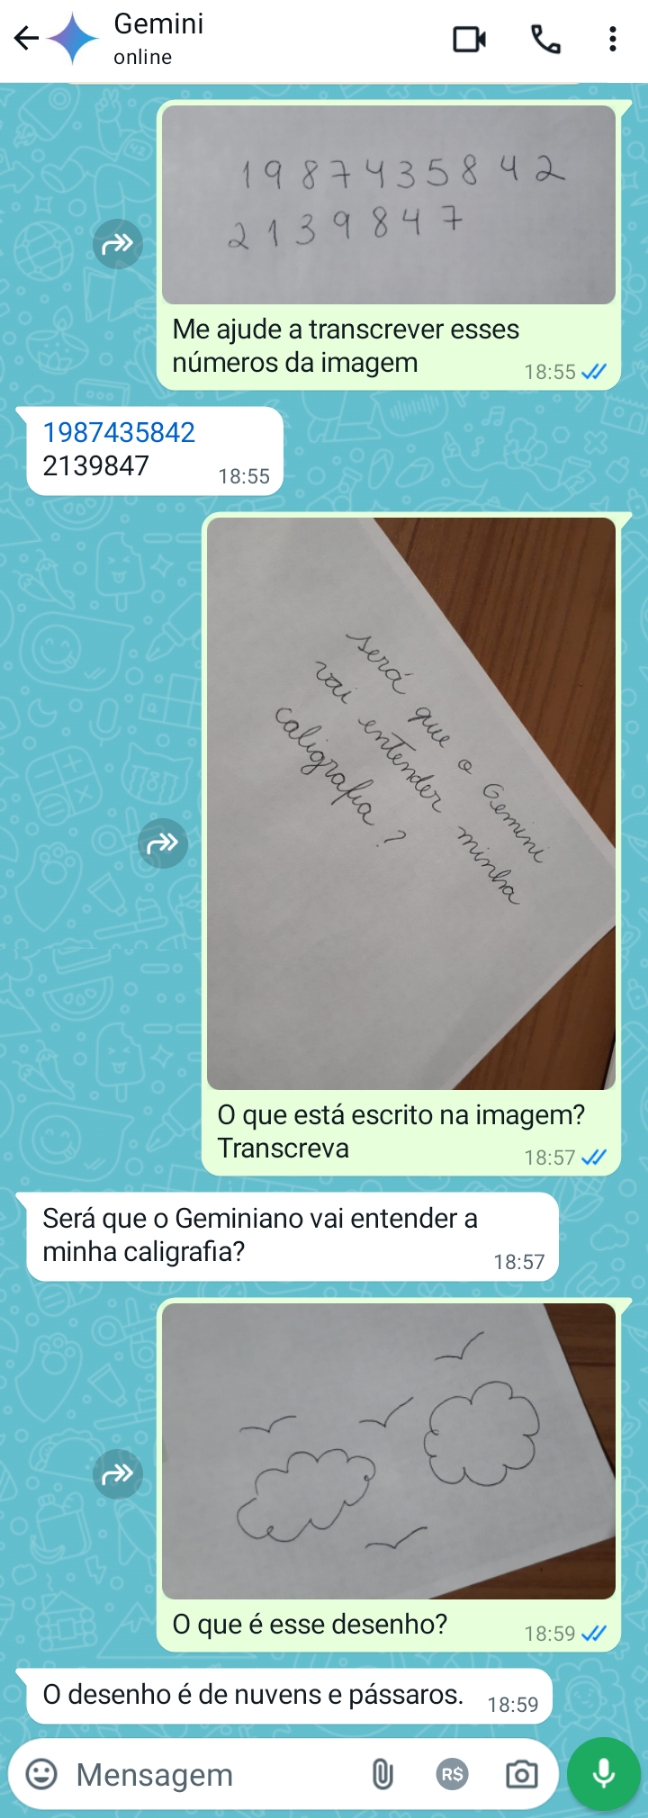 Gemini
online
1987435842
2139847
Me ajude a transcrever esses
números da imagem
18:55
1987435842
2139847
18:55
será que o Gemini
vai entender minha
caligrafia?
O que está escrito na imagem?
Transcreva
18:57
Será que o Geminiano vai entender a
minha caligrafia?
18:57
O que é esse desenho?
18:59
O desenho é de nuvens e pássaros.
18:59
Mensagem
R$